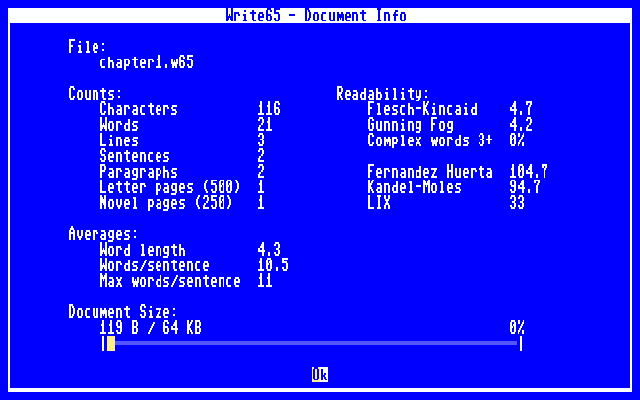 Write65 - Document Info
File:
chapter1.w65
Counts:
Characters 116
Words 21
Lines 3
Sentences 2
Paragraphs 2
Letter pages (500) 1
Novel pages (250) 1
Readability:
Flesch-Kincaid 4.7
Gunning Fog 4.2
Complex words 3+ 0%
Fernandez Huerta 104.7
Kandel-Moles 94.7
LIX 33
Averages:
Word length 4.3
Words/sentence 10.5
Max words/sentence 11
Document Size:
119 B / 64 KB 0%
Ok